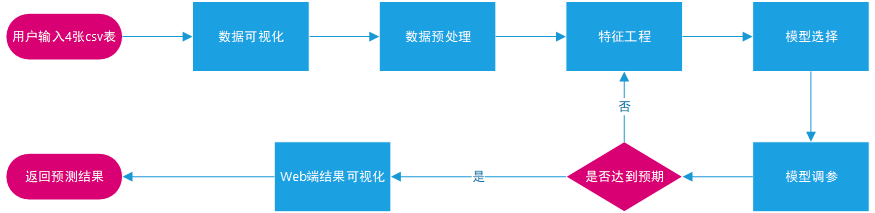 用户输入4张csv表
数据可视化
数据预处理
特征工程
模型选择
否
返回预测结果
Web端结果可视化
是
是否达到预期
模型调参